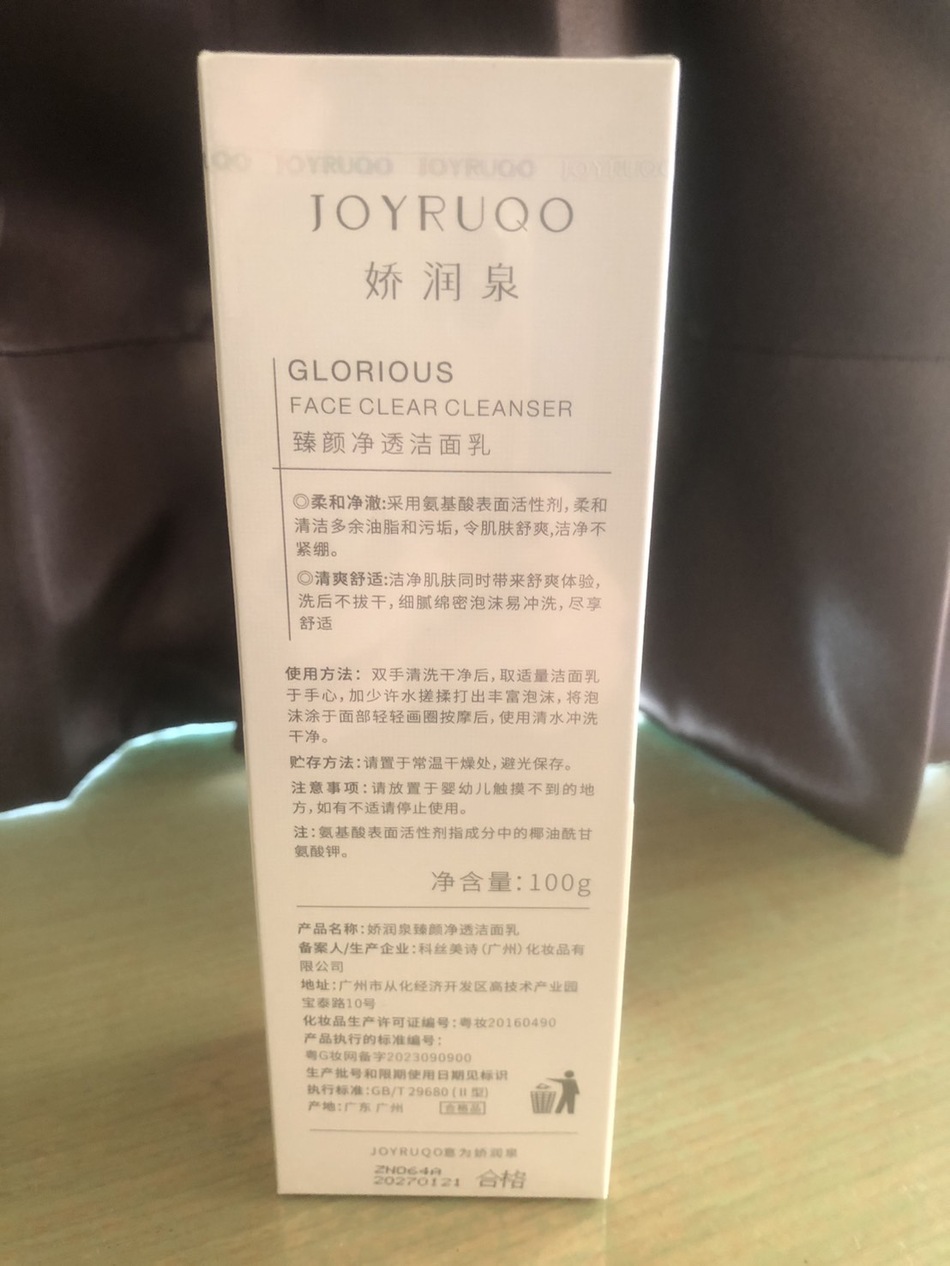 JOYRUQO JOYRUQO
JOYRUQO
娇润泉
GLORIOUS
FACE CLEAR CLEANSER
臻颜净透洁面乳
◎柔和净澈:采用氨基酸表面活性剂,柔和
清洁多余油脂和污垢,令肌肤舒爽,洁净不
紧绷。
◎清爽舒适:洁净肌肤同时带来舒爽体验,
洗后不拔干,细腻绵密泡沫易冲洗,尽享
舒适
使用方法: 双手清洗干净后,取适量洁面乳
于手心,加少许水搓揉打出丰富泡沫,将泡
沫涂于面部轻轻画圈按摩后,使用清水冲洗
干净。
贮存方法:请置于常温干燥处,避光保存。
注意事项:请放置于婴幼儿触摸不到的地
方,如有不适请停止使用。
注:氨基酸表面活性剂指成分中的椰油酰甘
氨酸钾。
净含量:100g
产品名称:娇润泉臻颜净透洁面乳
备案人/生产企业:科丝美诗(广州)化妆品有
限公司
地址:广州市从化经济开发区高技术产业园
宝泰路10号
化妆品生产许可证编号:粤妆20160490
产品执行的标准编号:
粤G妆网备字2023090900
生产批号和限期使用日期见标识
执行标准:GB/T 29680 (II 型)
产地:广东 广州 合格品
JOYRUQO意为娇润泉
ZND64A
20270121 合格